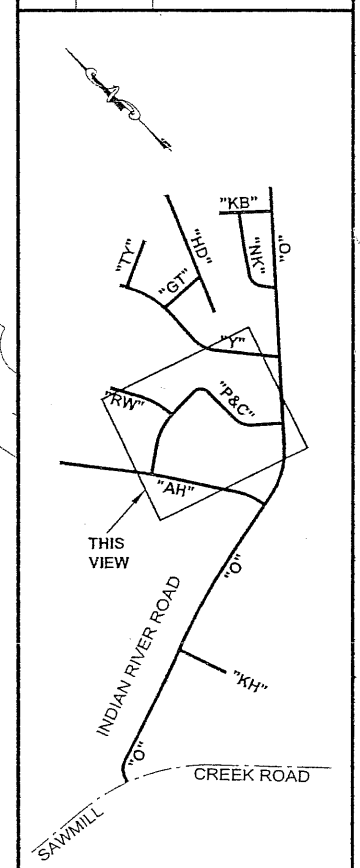 "KB"
"HD"
"O"
"NK"
"TY"
"GT"
"Y"
"P&C"
"RW"
"AH"
THIS
VIEW
"O"
INDIAN RIVER ROAD
"KH"
"O"
CREEK ROAD
SAWMILL